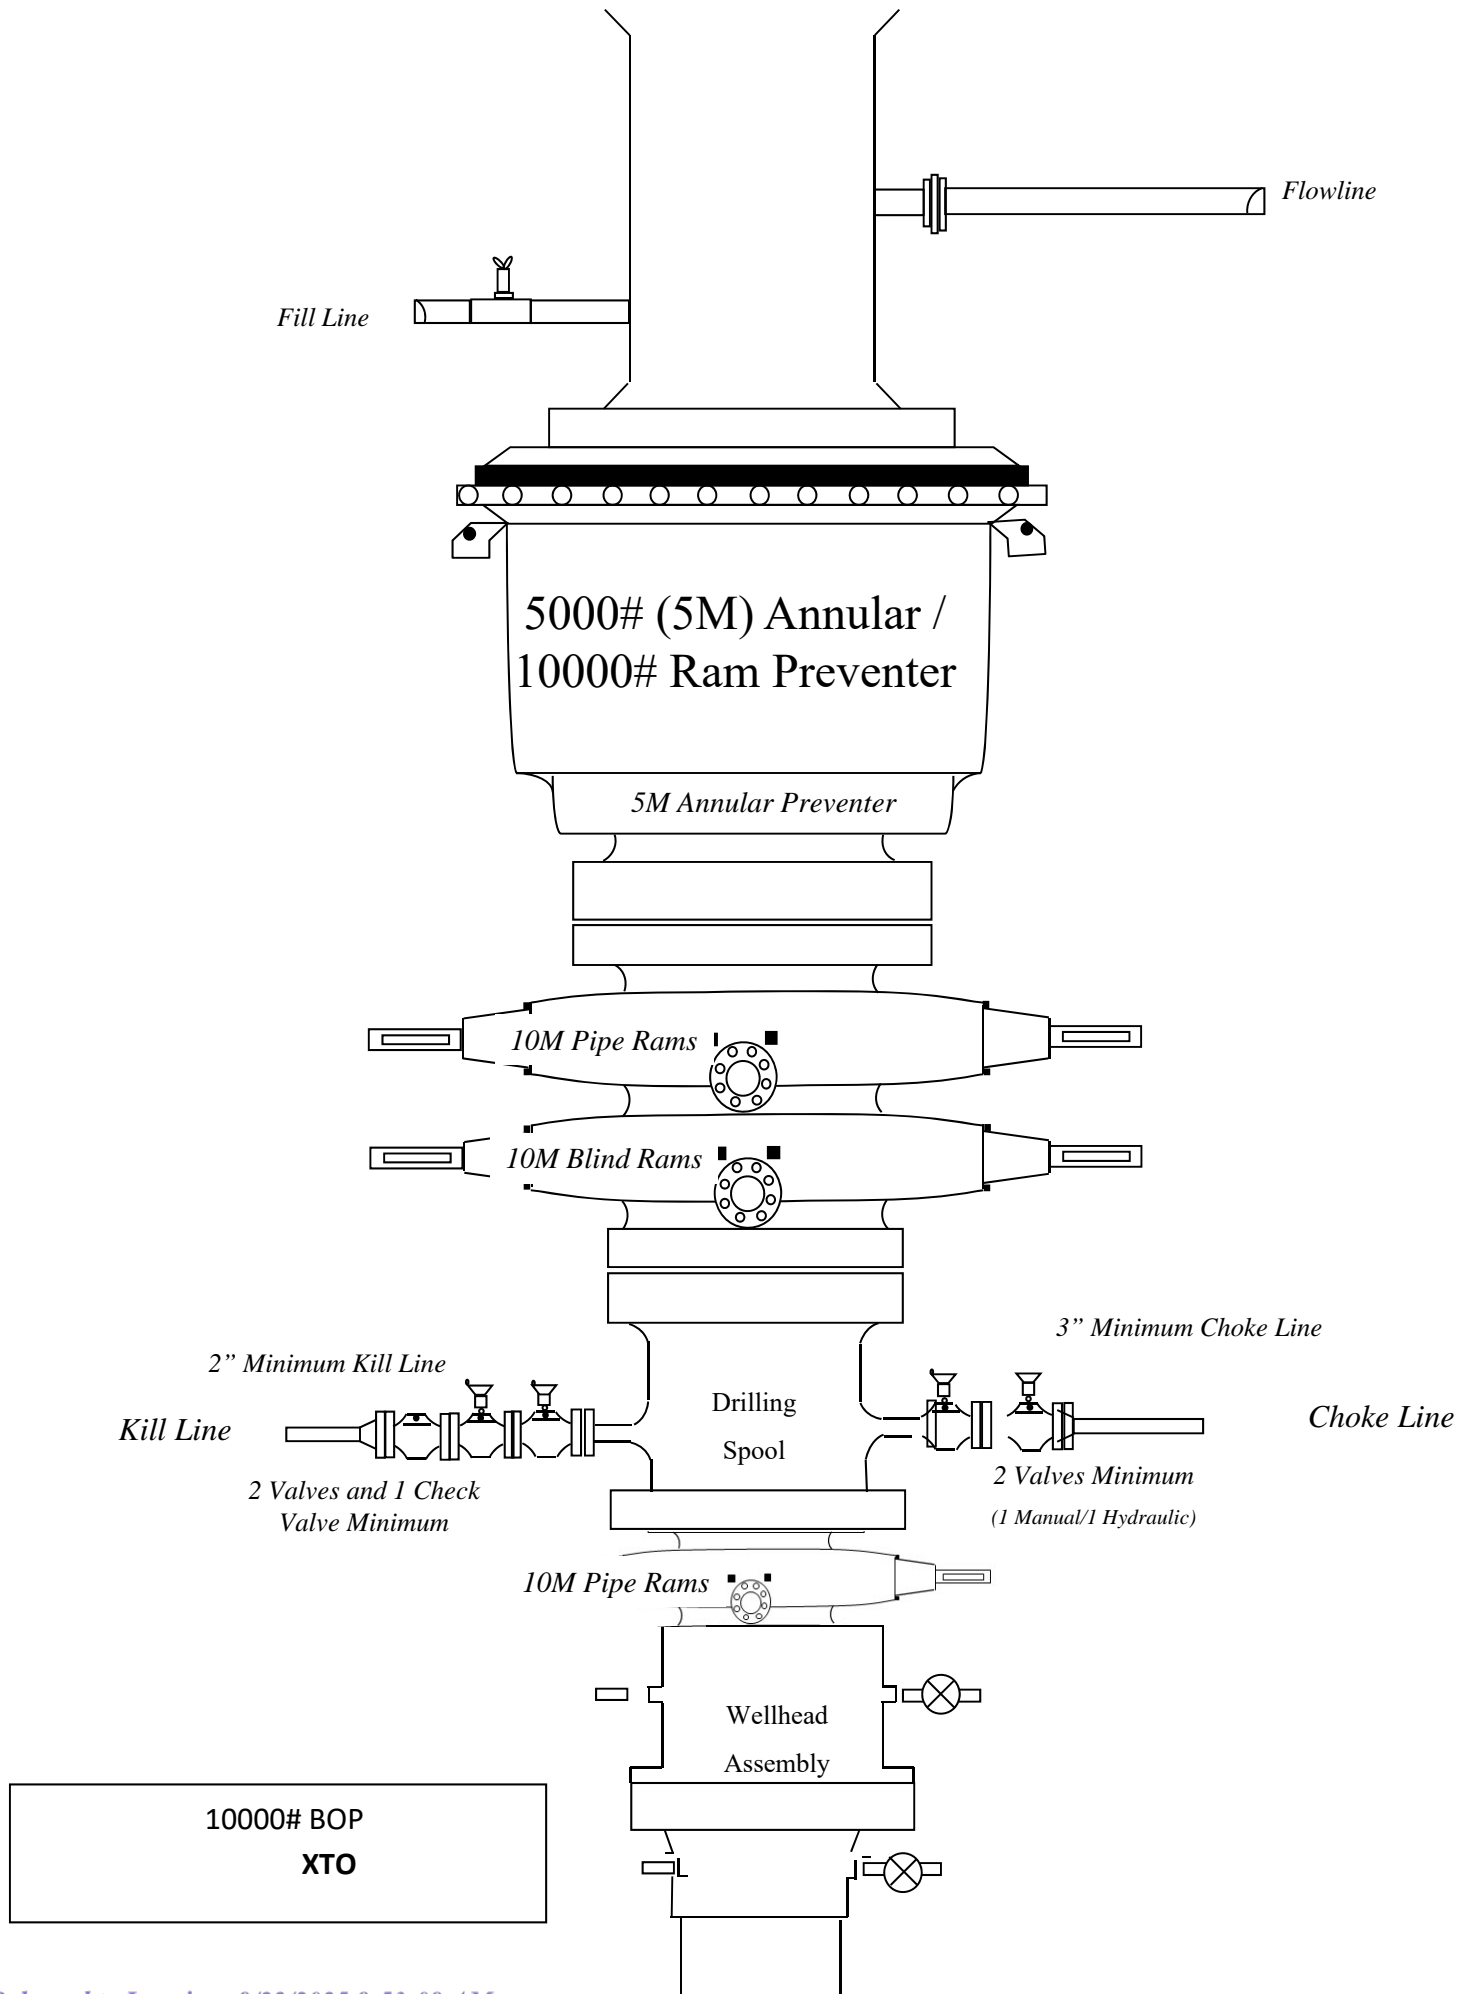 Flowline
Fill Line
5000# (5M) Annular /
10000# Ram Preventer
5M Annular Preventer
10M Pipe Rams
10M Blind Rams
3” Minimum Choke Line
2” Minimum Kill Line
Drilling
Spool
Kill Line
Choke Line
2 Valves and 1 Check
Valve Minimum
2 Valves Minimum
(1 Manual/1 Hydraulic)
10M Pipe Rams
Wellhead
Assembly
10000# BOP
XTO